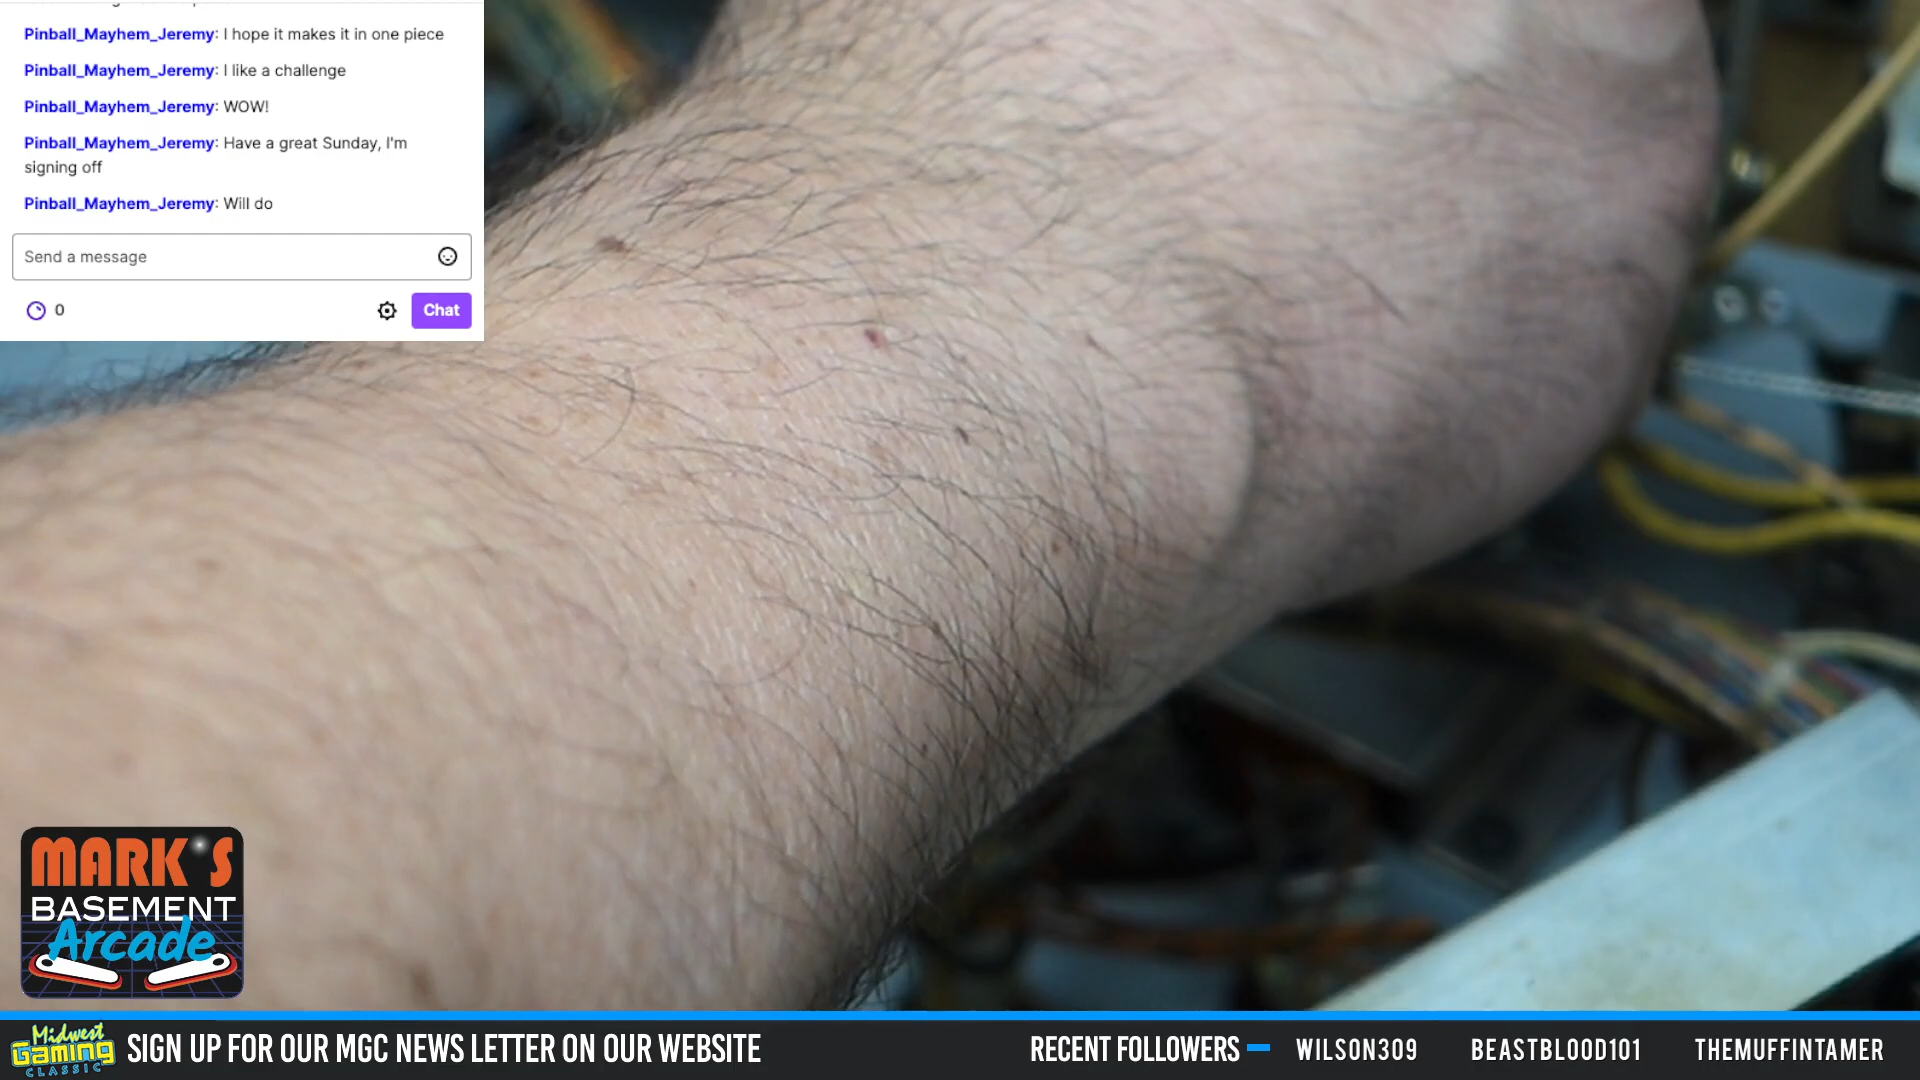 Pinball_Mayhem_Jeremy: I hope it makes it in one piece
Pinball_Mayhem_Jeremy: I like a challenge
Pinball_Mayhem_Jeremy: WOW!
Pinball_Mayhem_Jeremy: Have a great Sunday, I'm
signing off
Pinball_Mayhem_Jeremy: Will do
Send a message
0
Chat
MARK'S
BASEMENT
Arcade
Midwest
Gaming
CLASSIC
SIGN UP FOR OUR MGC NEWS LETTER ON OUR WEBSITE
RECENT FOLLOWERS - WILSON309 BEASTBLOOD101 THEMUFFINTAMER